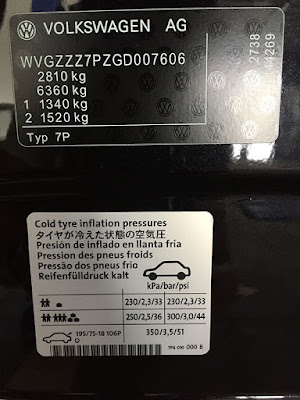 VOLKSWAGEN AG
WVGZZZ7PZGD007606
2810 kg
6360 kg
1 1340 kg
2 1520 kg
Typ 7P
2738
4269
Cold tyre inflation pressures
タイヤが冷えた状態の空気圧
Presión de inflado en llanta fría
Pression des pneus froids
Pressão dos pneus frio
Reifenfülldruck kalt
kPa/bar/psi
230/2,3/33 230/2,3/33
250/2,5/36 300/3,0/44
195/75-18 106P 350/3,5/51
000 B